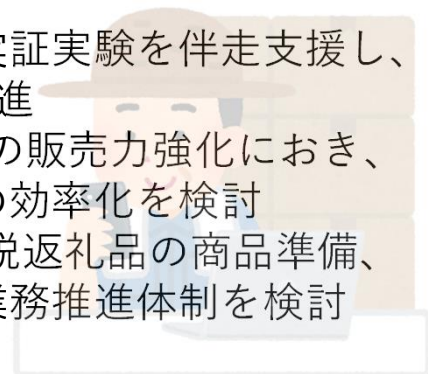 証実験を伴走支援し、
進
の販売力強化におき、
の効率化を検討
税返礼品の商品準備、
業務推進体制を検討